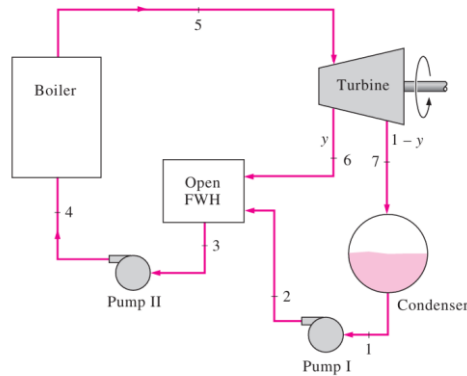 5
Boiler
Turbine
y
1 – y
6
7
Open
FWH
4
3
2
Pump II
Condenser
1
Pump I